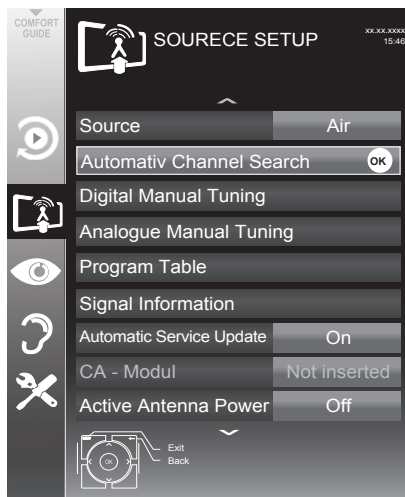 COMFORT
GUIDE
SOURECE SETUP
xx.xx.xxxx
15:46
Source Air
Automativ Channel Search OK
Digital Manual Tuning
Analogue Manual Tuning
Program Table
Signal Information
Automatic Service Update On
CA - Modul Not inserted
Active Antenna Power Off
Exit
OK Back